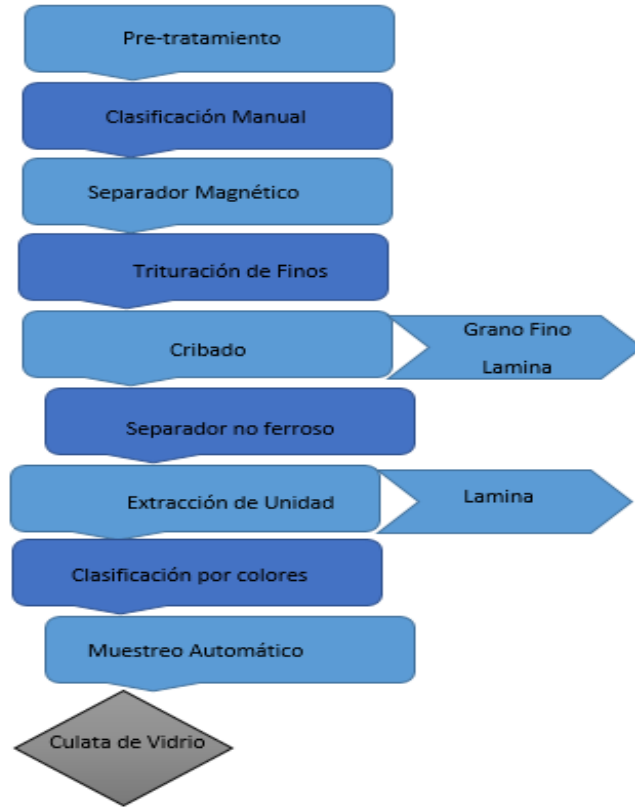 Pre-tratamiento
Clasificación Manual
Separador Magnético
Trituración de Finos
Cribado
Grano Fino
Lamina
Separador no ferroso
Extracción de Unidad
Lamina
Clasificación por colores
Muestreo Automático
Culata de Vidrio